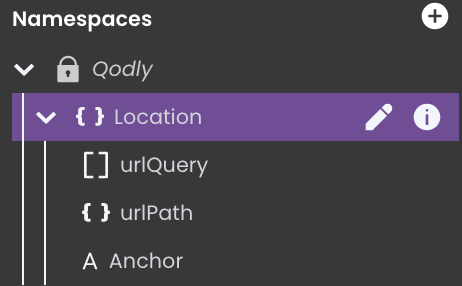 Namespaces
Qodly
{ } Location
[ ] urlQuery
{ } urlPath
A Anchor